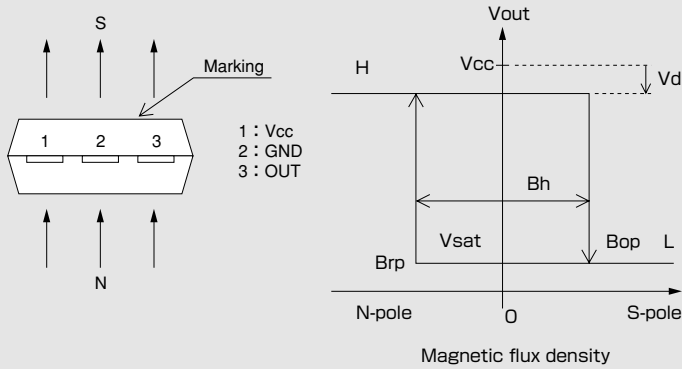 S
Marking
1 2 3
1 : Vcc
2 : GND
3 : OUT
N
Vout
Vcc
H
Vd
Bh
Vsat
Bop
L
Brp
N-pole
O
S-pole
Magnetic flux density